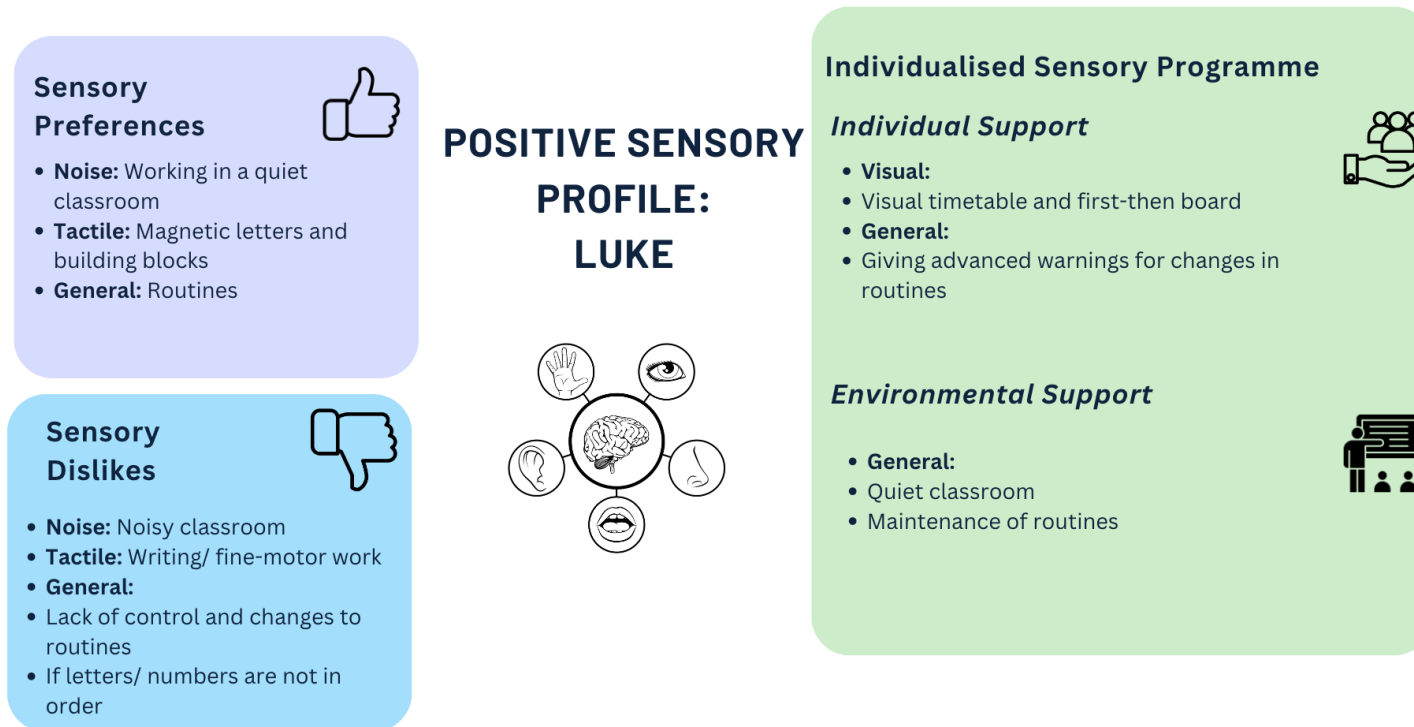 Sensory
Preferences
• Noise: Working in a quiet
classroom
• Tactile: Magnetic letters and
building blocks
• General: Routines
Sensory
Dislikes
• Noise: Noisy classroom
• Tactile: Writing/ fine-motor work
• General:
• Lack of control and changes to
routines
• If letters/ numbers are not in
order
POSITIVE SENSORY
PROFILE:
LUKE
Individualised Sensory Programme
Individual Support
• Visual:
• Visual timetable and first-then board
• General:
• Giving advanced warnings for changes in
routines
Environmental Support
• General:
• Quiet classroom
• Maintenance of routines